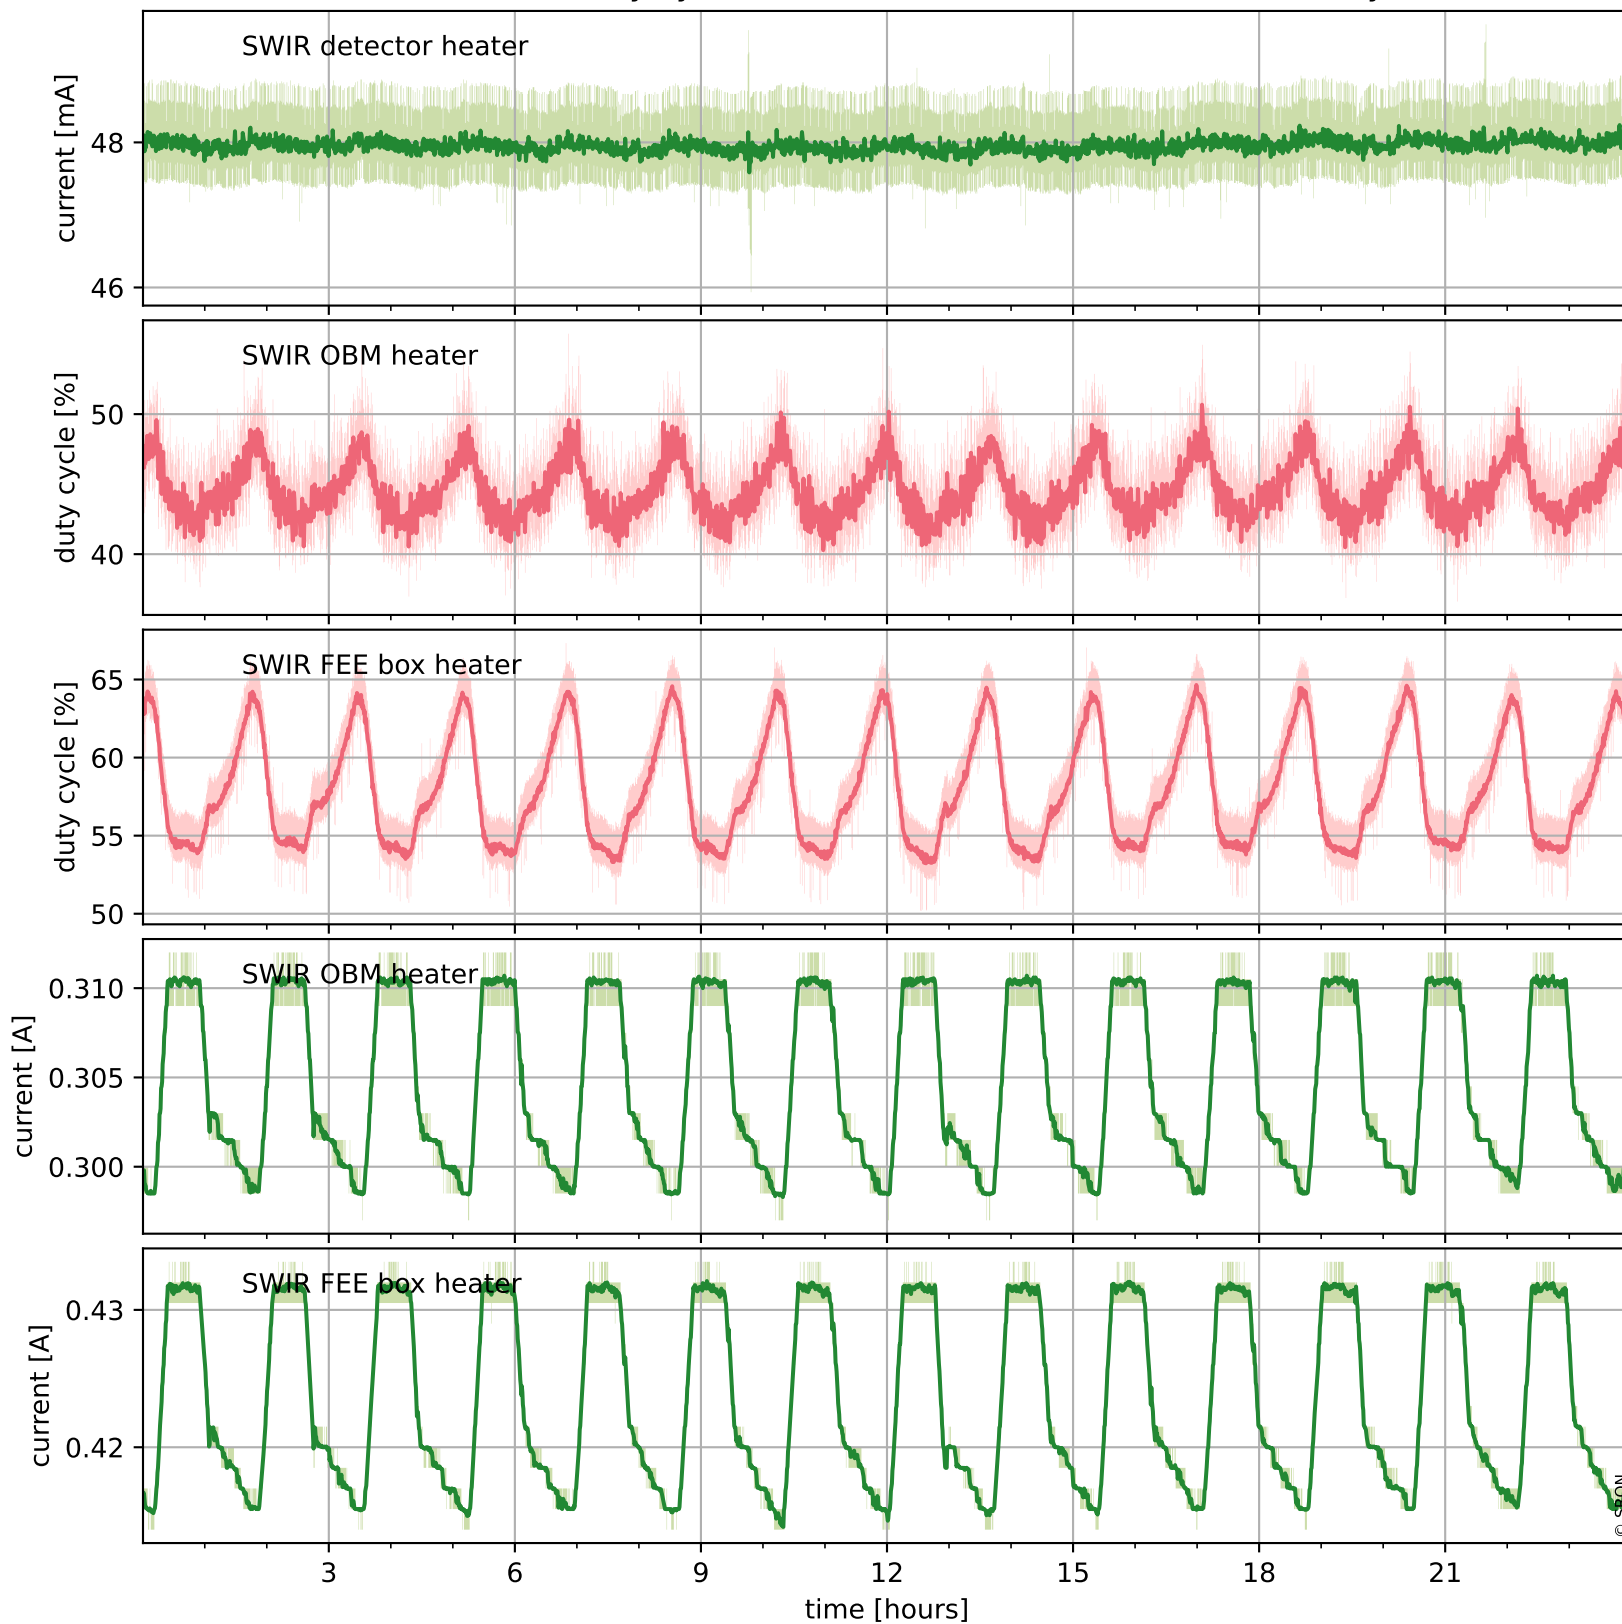 SWIR detector heater
current [mA]
48
46
SWIR OBM heater
duty cycle [%]
50
40
SWIR FEE box heater
duty cycle [%]
65
60
55
50
SWIR OBM heater
current [A]
0.310
0.305
0.300
SWIR FEE box heater
current [A]
0.43
0.42
3 6 9 12 15 18 21
time [hours]
© SRON